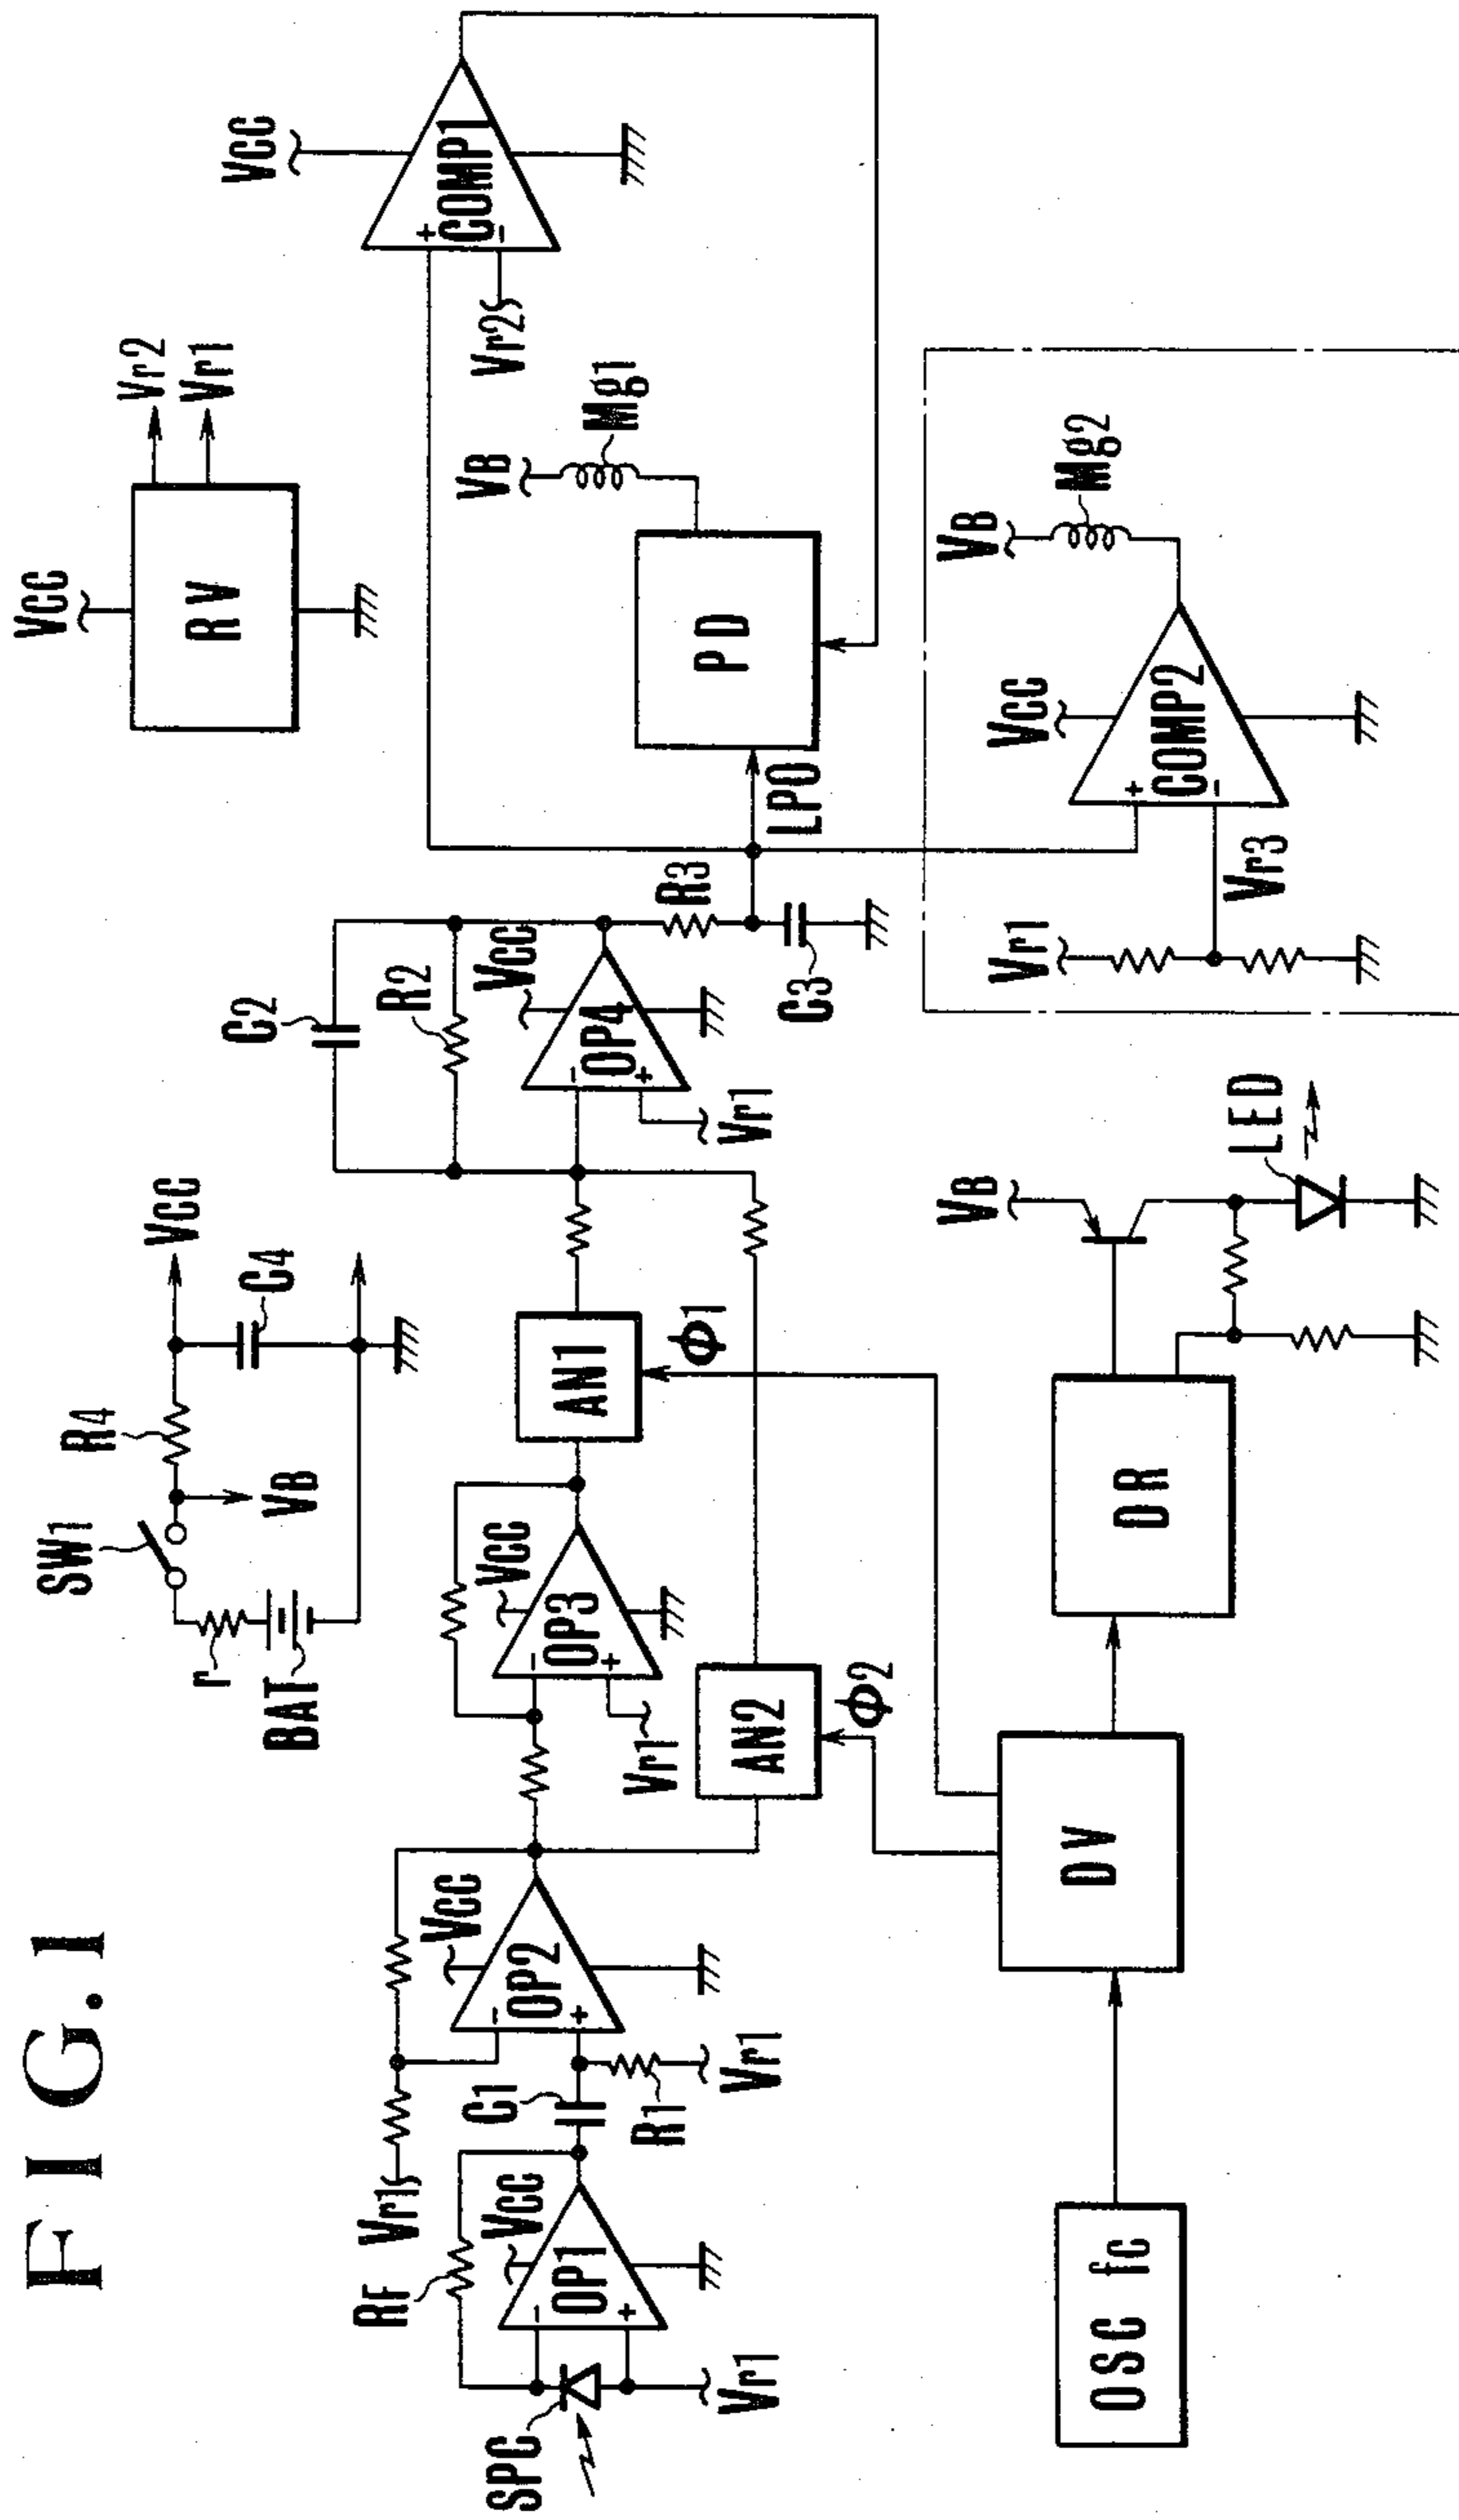 FIG.1
SW1
R4
VCC
r
BAT
VB
C4
VCC
RV
Vr2
Vr1
VCC
COMP1
+
-
Vr2
C2
R2
RF
Vr1
VCC
OP1
-
+
SPC
Vr1
C1
R1
Vr1
VCC
OP2
-
+
VCC
OP3
-
+
Vr1
AN1
Φ1
AN2
Φ2
VCC
OP4
-
+
Vr1
R3
C3
LPO
PD
VB
Mg1
OSC fc
DV
DR
VB
LED
Vr1
Vr3
VCC
COMP2
+
-
VB
Mg2